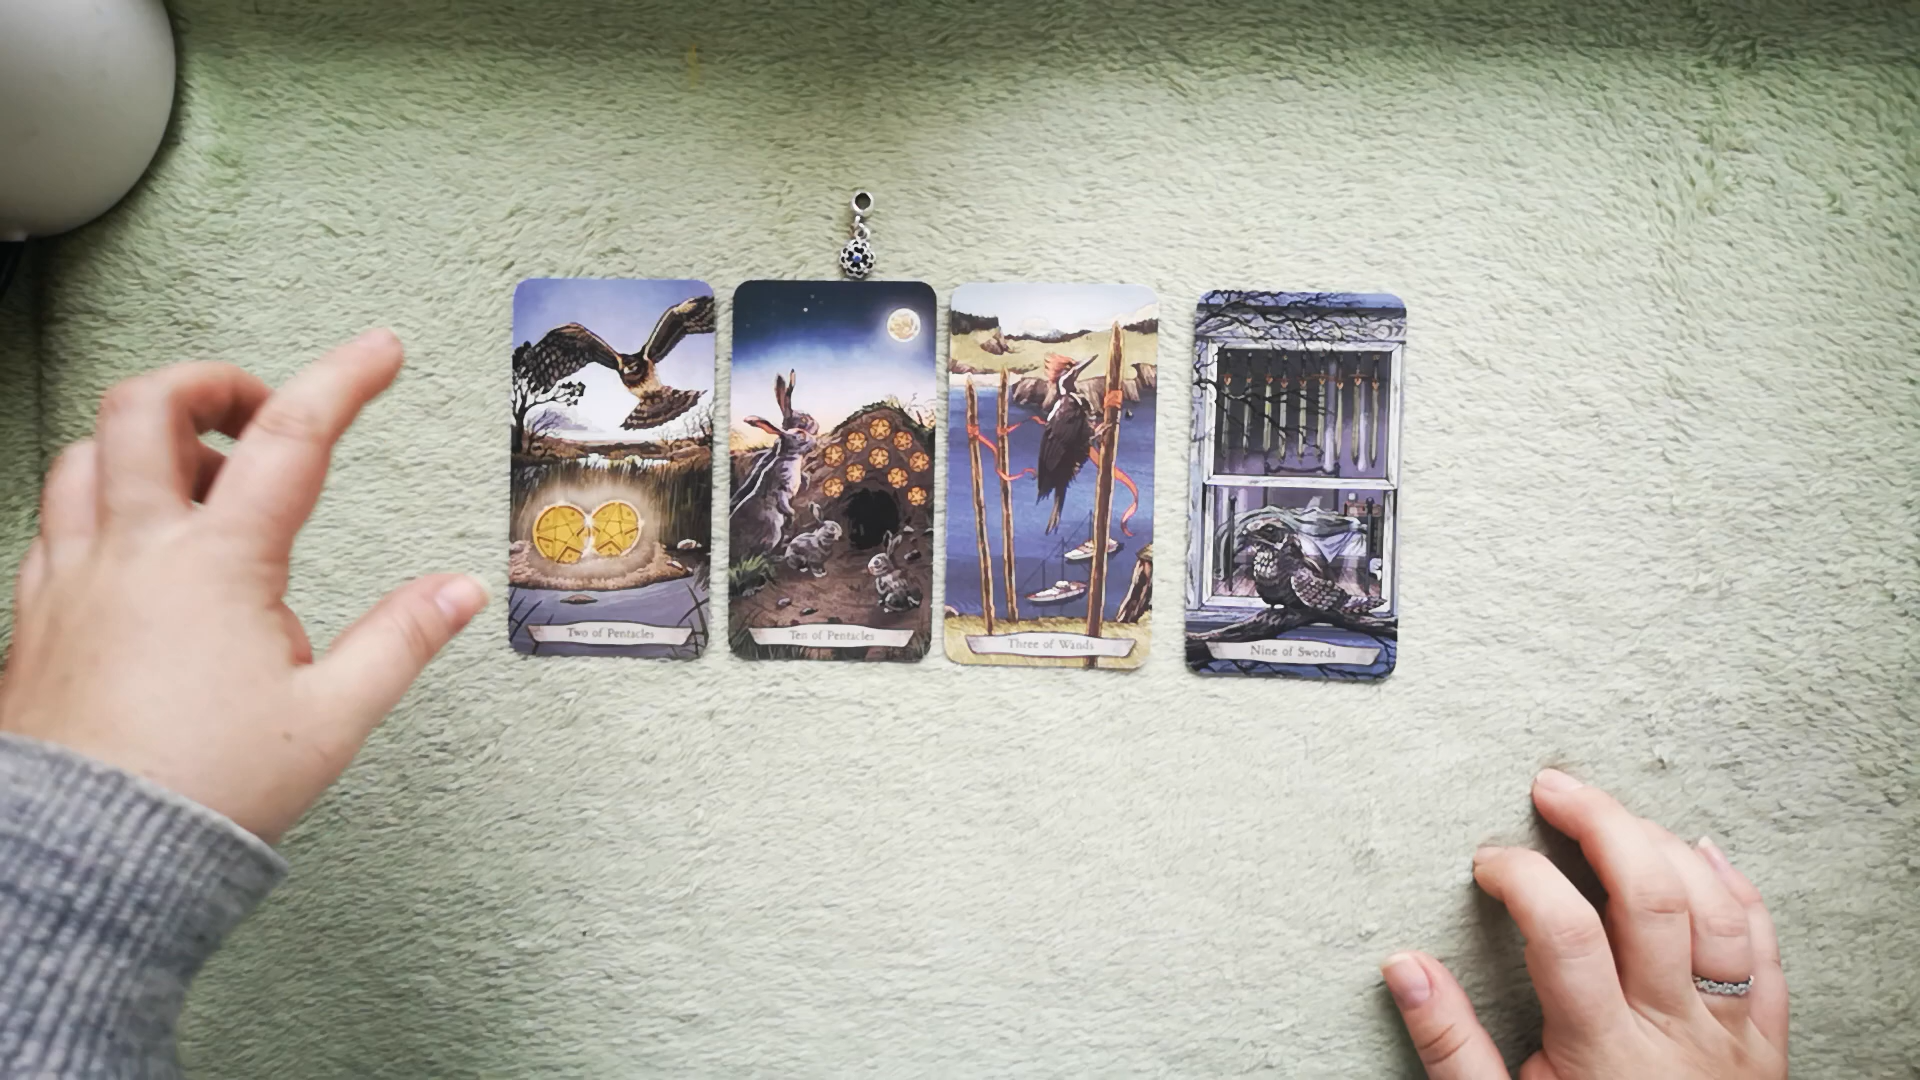 Two of Pentacles
Ten of Pentacles
Three of Wands
Nine of Swords